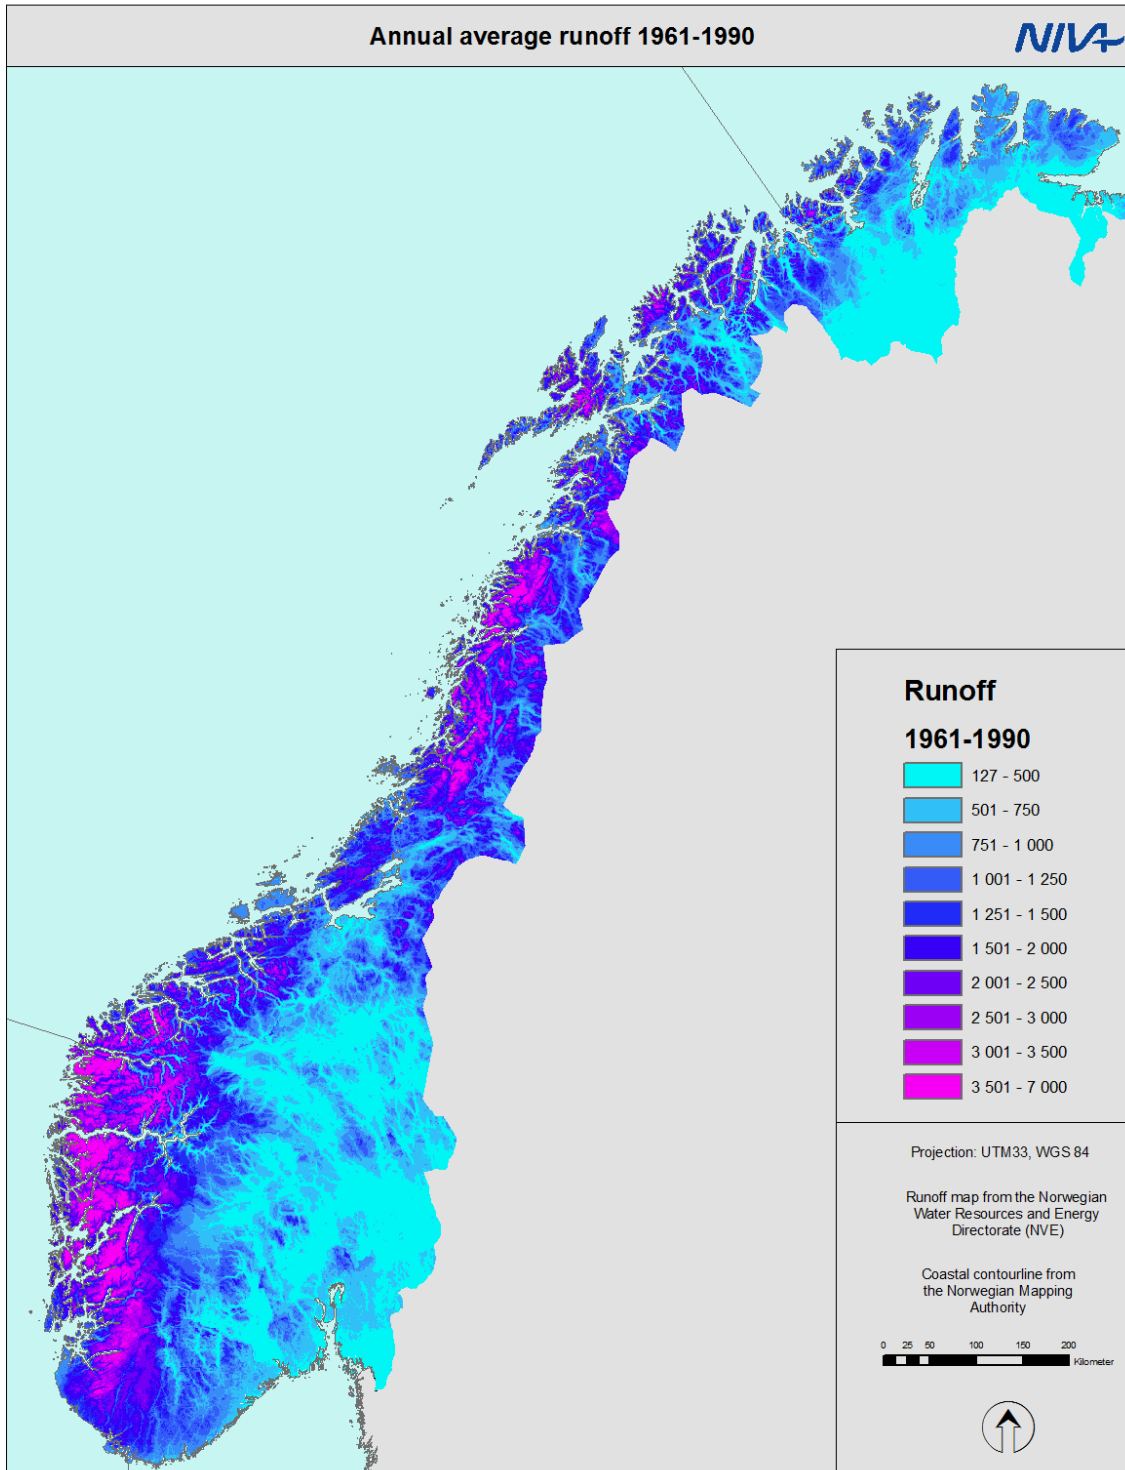 Annual average runoff 1961-1990
NIVA
Runoff
1961-1990
127 - 500
501 - 750
751 - 1 000
1 001 - 1 250
1 251 - 1 500
1 501 - 2 000
2 001 - 2 500
2 501 - 3 000
3 001 - 3 500
3 501 - 7 000
Projection: UTM33, WGS 84
Runoff map from the Norwegian
Water Resources and Energy
Directorate (NVE)
Coastal contourline from
the Norwegian Mapping
Authority
0 25 50 100 150 200
Kilometer